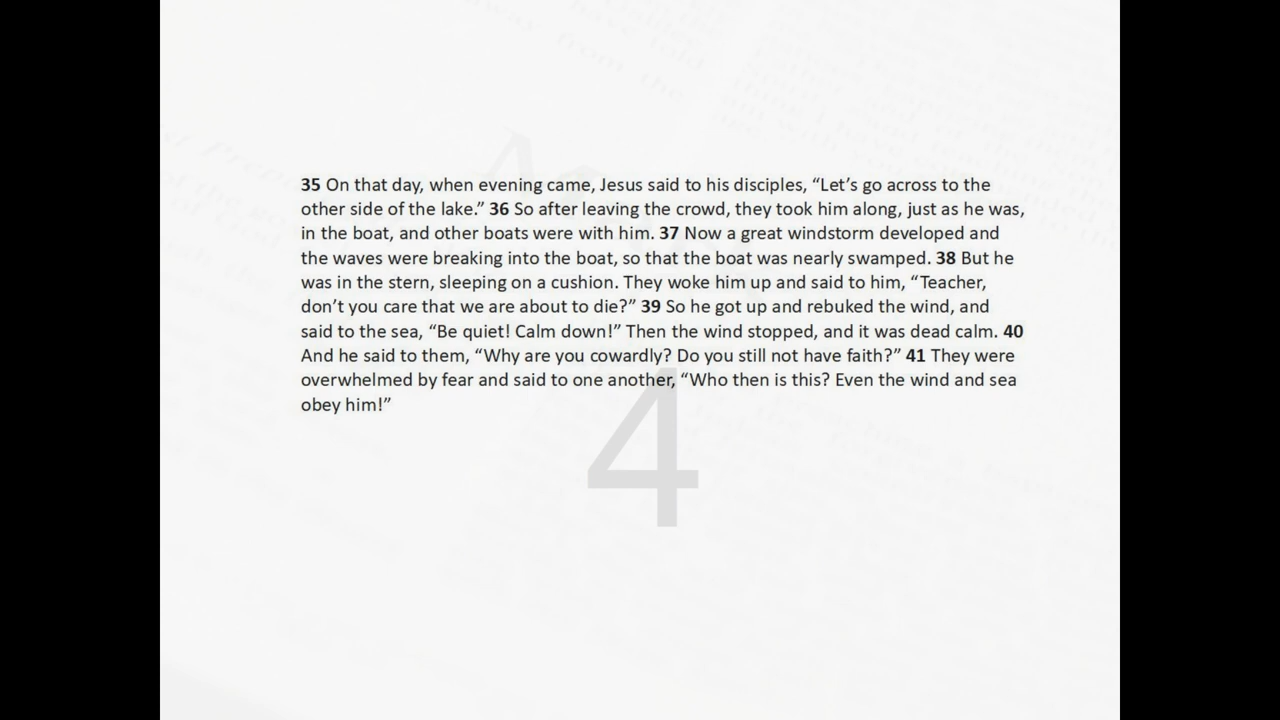 35 On that day, when evening came, Jesus said to his disciples, “Let’s go across to the
other side of the lake.” 36 So after leaving the crowd, they took him along, just as he was,
in the boat, and other boats were with him. 37 Now a great windstorm developed and
the waves were breaking into the boat, so that the boat was nearly swamped. 38 But he
was in the stern, sleeping on a cushion. They woke him up and said to him, “Teacher,
don’t you care that we are about to die?” 39 So he got up and rebuked the wind, and
said to the sea, “Be quiet! Calm down!” Then the wind stopped, and it was dead calm. 40
And he said to them, “Why are you cowardly? Do you still not have faith?” 41 They were
overwhelmed by fear and said to one another, “Who then is this? Even the wind and sea
obey him!”
4